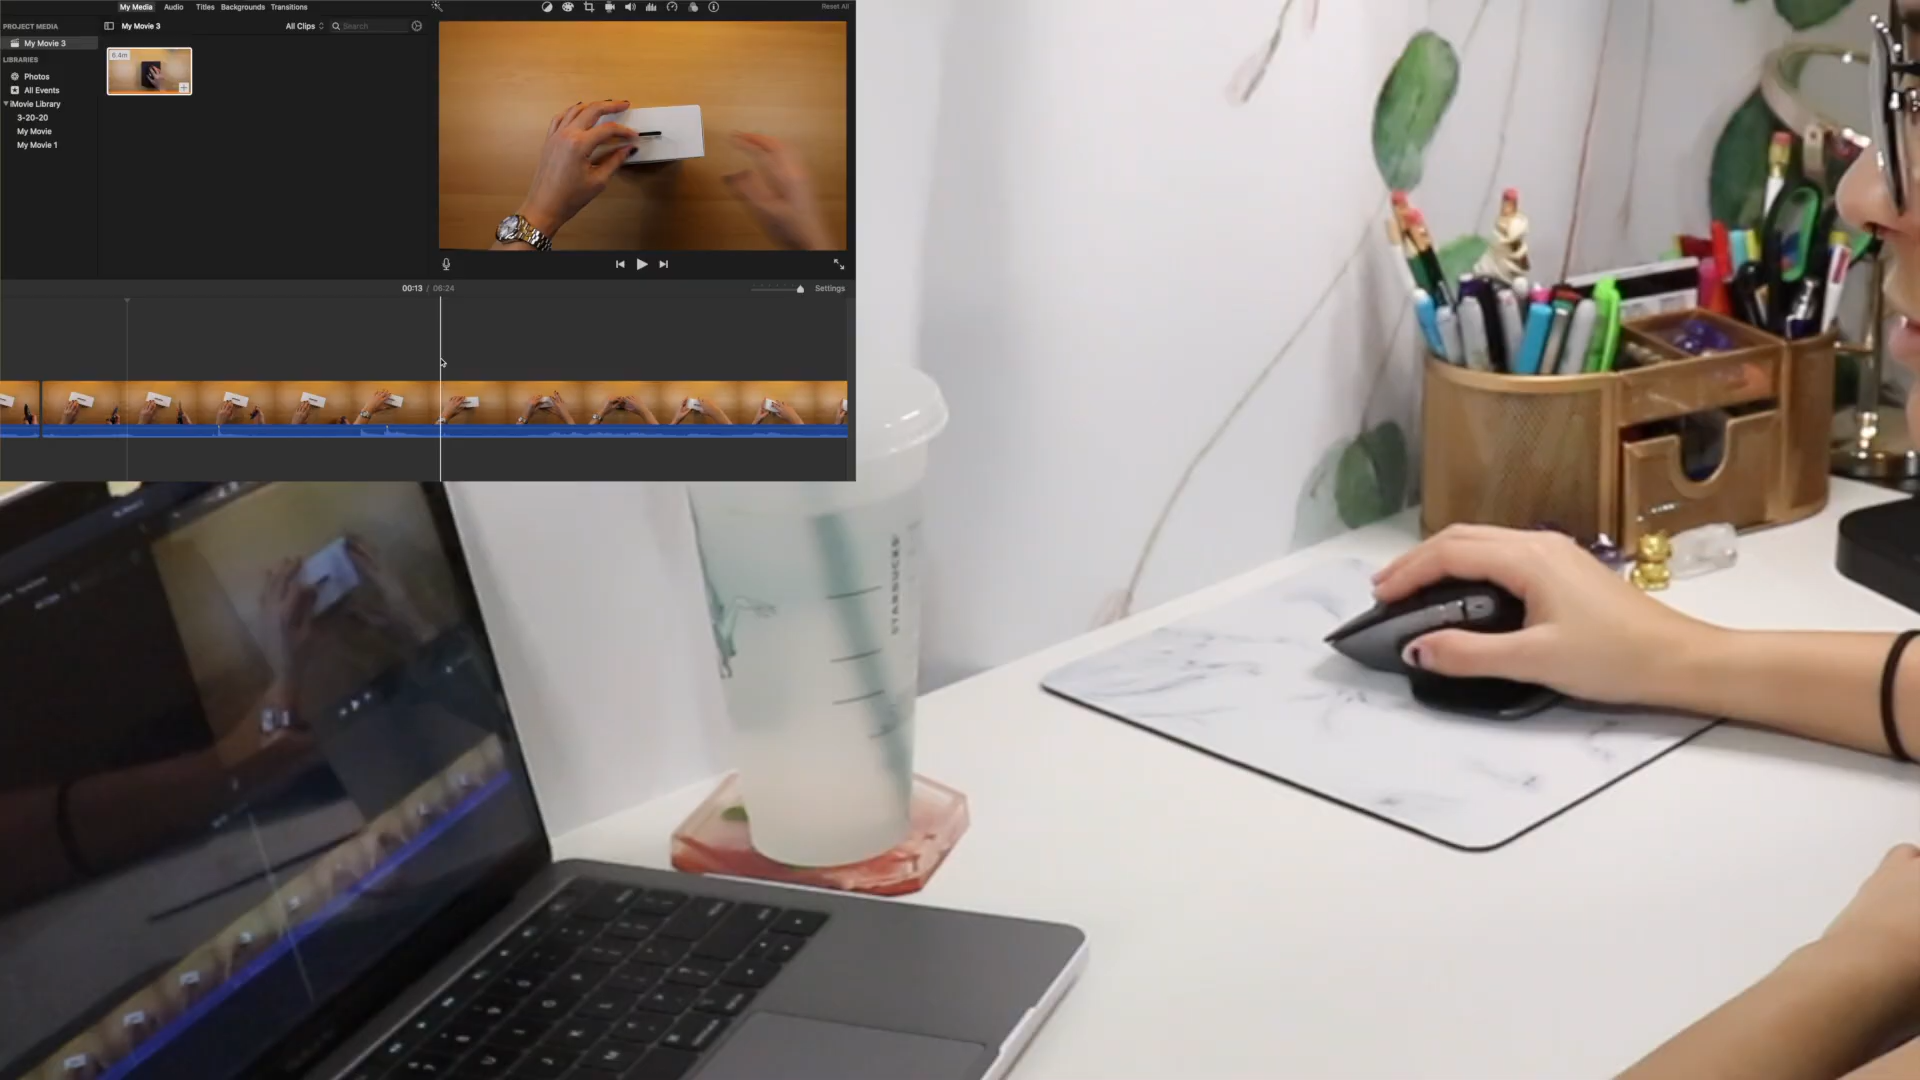 My Media Audio Titles Backgrounds Transitions
Reset All
PROJECT MEDIA
My Movie 3
All Clips
Search
My Movie 3
6.4m
LIBRARIES
Photos
All Events
iMovie Library
3-20-20
My Movie
My Movie 1
00:13 / 06:24
Settings
STARBUCKS